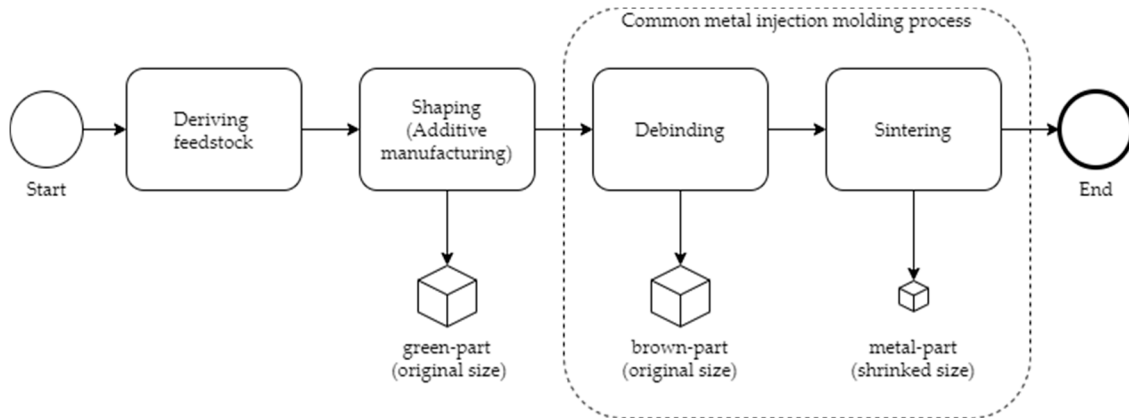 Common metal injection molding process
Deriving
feedstock
Shaping
(Additive
manufacturing)
Debinding
Sintering
Start
End
green-part
(original size)
brown-part
(original size)
metal-part
(shrinked size)